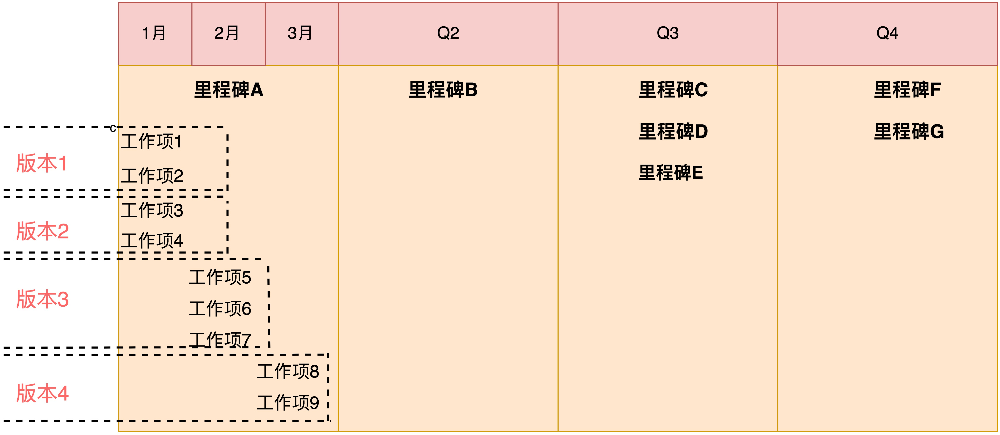 1月 2月 3月 Q2 Q3 Q4
里程碑A 里程碑B 里程碑C 里程碑F
里程碑D 里程碑G
里程碑E
c
版本1
工作项1
工作项2
版本2
工作项3
工作项4
版本3
工作项5
工作项6
工作项7
版本4
工作项8
工作项9